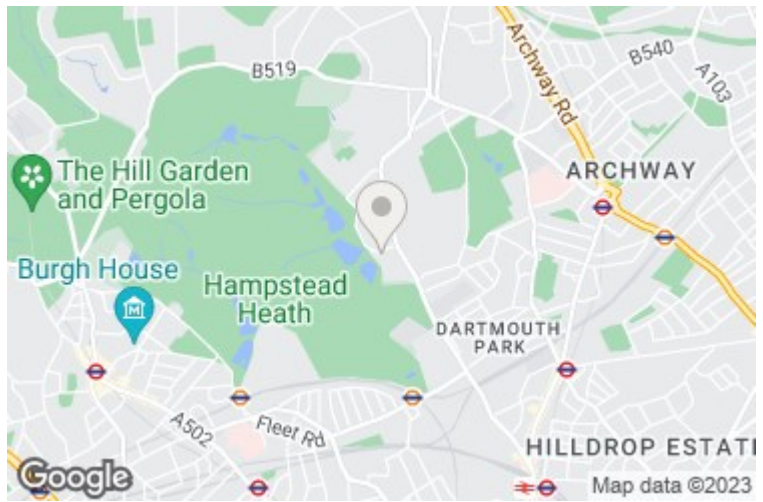 B519
Archway Rd
B540
A103
The Hill Garden
and Pergola
ARCHWAY
Burgh House
M
Hampstead
Heath
DARTMOUTH
PARK
A502
Fleet Rd
HILLDROP ESTATE
Google
Map data ©2023